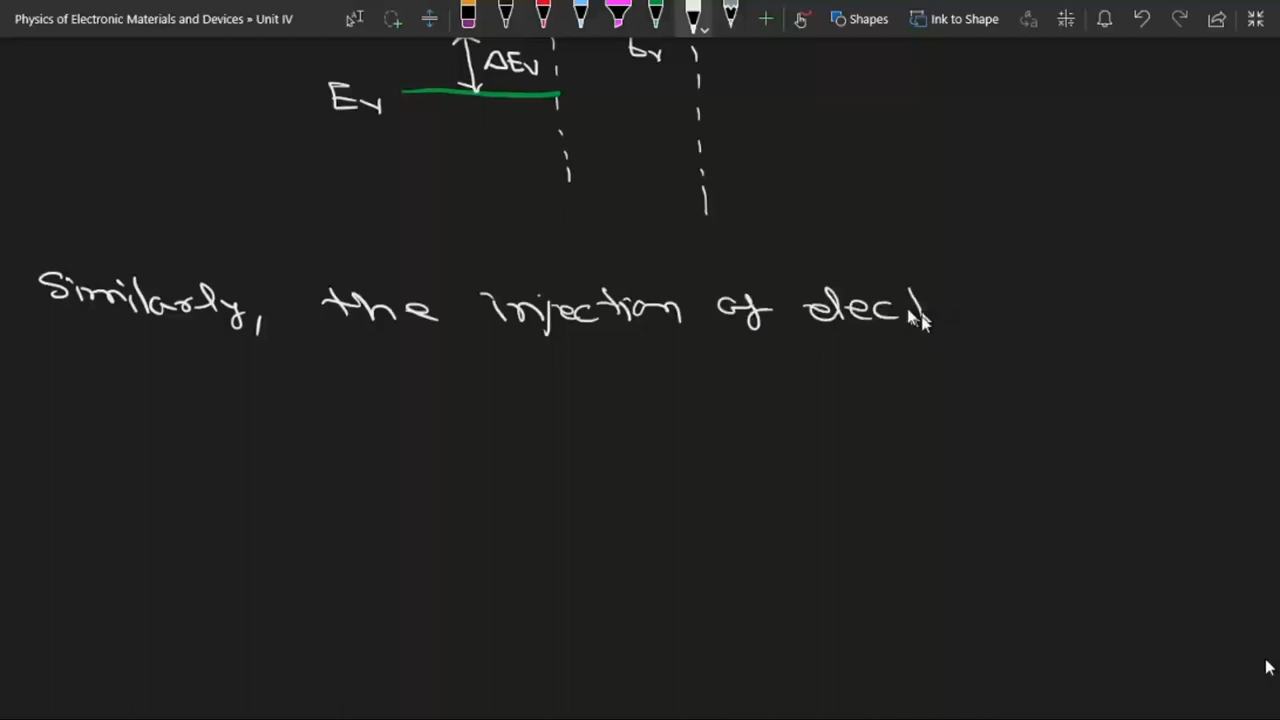 Physics of Electronic Materials and Devices » Unit IV
Shapes
Ink to Shape
ΔEv
Ev
Similarly, the injection of elec